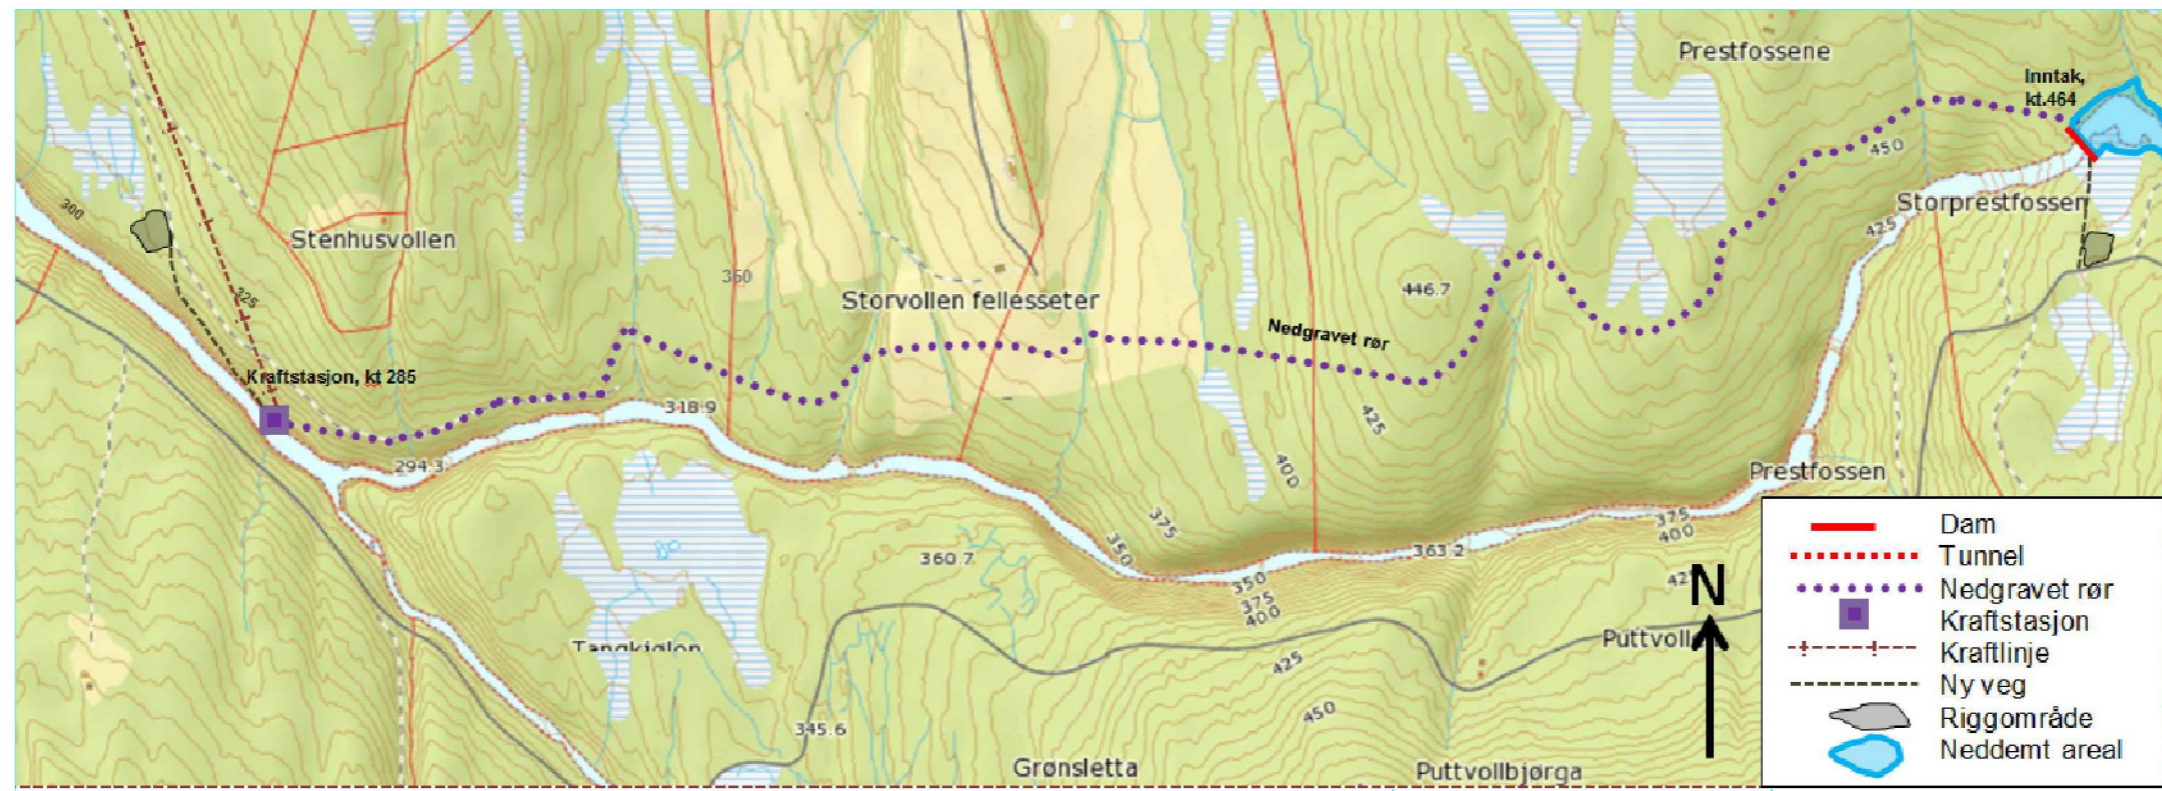 Prestfossene
Inntak,
kt.464
450
Storprestfossen
425
300
Stenhusvollen
325
350
Storvollen fellesseter
446.7
Nedgravet rør
Kraftstasjon, kt 285
318.9
294.3
425
400
375
350
Prestfossen
375
400
363.2
360.7
350
375
400
425
N
Puttvoll
Tangkjølen
425
450
345.6
Grønsletta
Puttvollbjørga
Dam
Tunnel
Nedgravet rør
Kraftstasjon
Kraftlinje
Ny veg
Riggområde
Neddemt areal